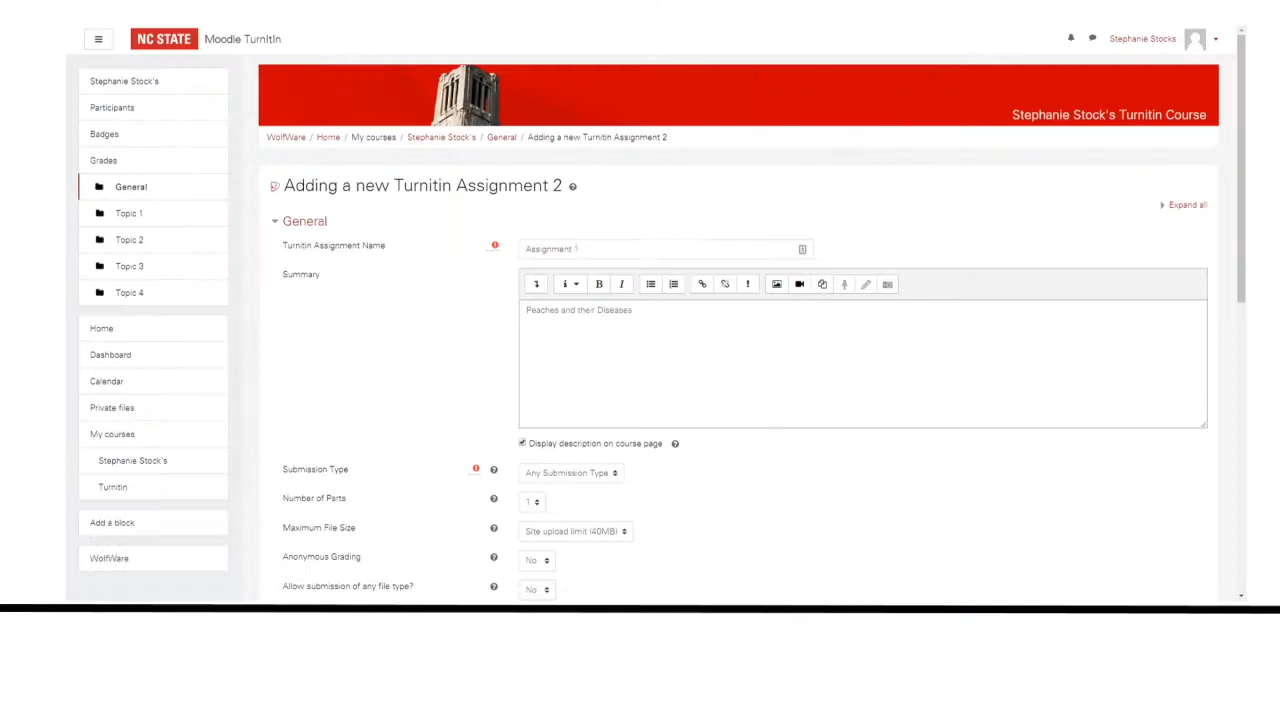 NC STATE Moodle TurnItIn
Stephanie Stocks
Stephanie Stock's
Participants
Badges
Grades
General
Topic 1
Topic 2
Topic 3
Topic 4
Home
Dashboard
Calendar
Private files
My courses
Stephanie Stock's
Turnitin
Add a block
WolfWare
Stephanie Stock's Turnitin Course
WolfWare / Home / My courses / Stephanie Stock's / General / Adding a new Turnitin Assignment 2
Adding a new Turnitin Assignment 2
Expand all
General
Turnitin Assignment Name
Assignment 1
Summary
B I
Peaches and their Diseases
Display description on course page
Submission Type
Any Submission Type
Number of Parts
1
Maximum File Size
Site upload limit (40MB)
Anonymous Grading
No
Allow submission of any file type?
No